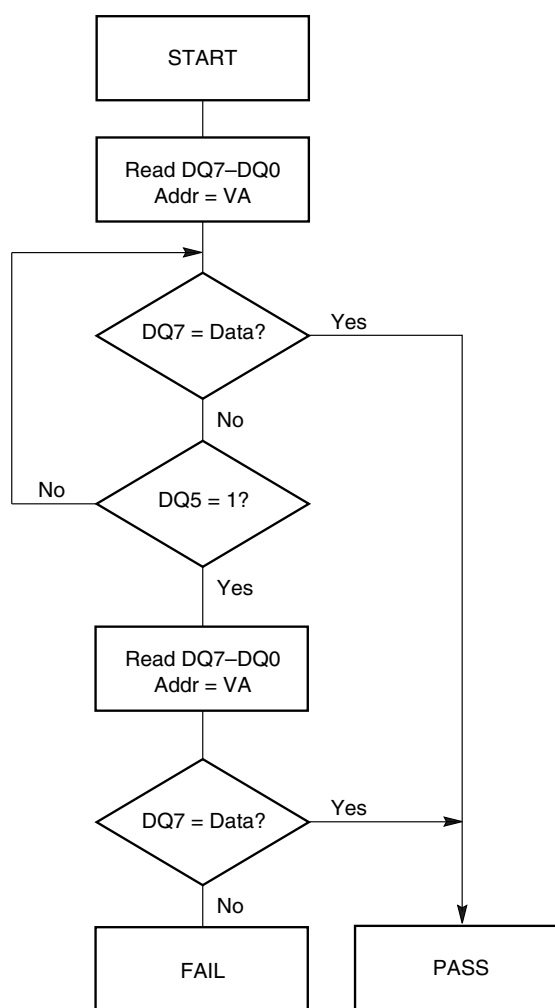 START
Read DQ7–DQ0
Addr = VA
DQ7 = Data?
Yes
No
No
DQ5 = 1?
Yes
Read DQ7–DQ0
Addr = VA
DQ7 = Data?
Yes
No
FAIL
PASS